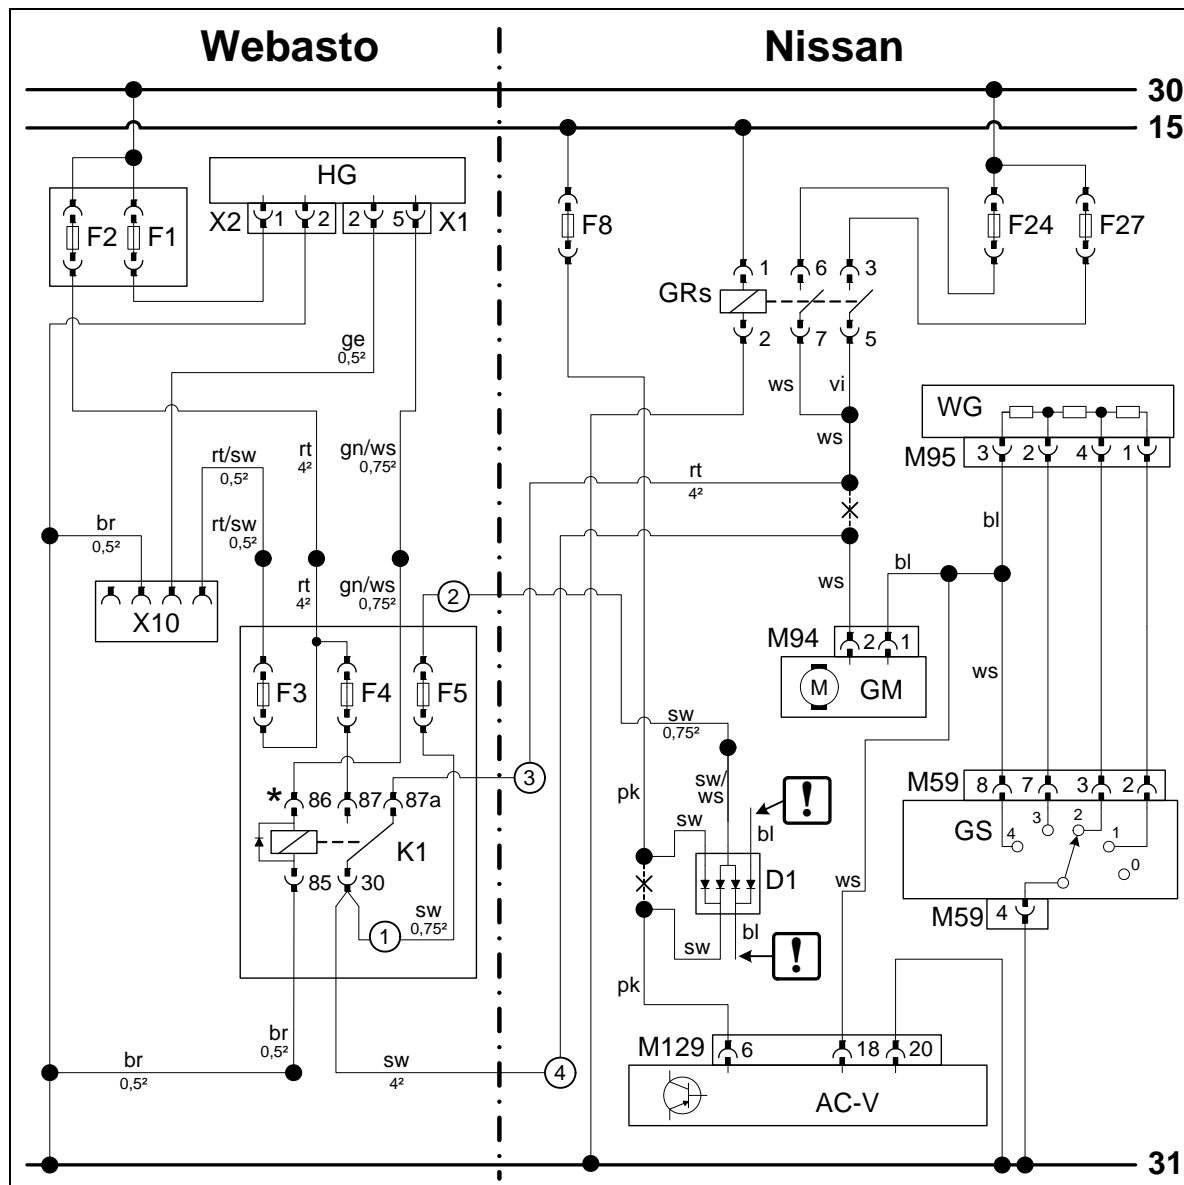 Webasto Nissan
30
15
HG
X2 1 2 2 5 X1
F2 F1
F8
F24 F27
1 6 3
GRs
2 7 5
ge
0,5²
ws vi
ws
WG
M95 3 2 4 1
rt/sw
0,5²
rt
4²
gn/ws
0,75²
rt
4²
br
0,5²
rt/sw
0,5²
bl
bl
ws
X10
rt
4²
gn/ws
0,75²
2
M94 2 1
M GM
ws
F3 F4 F5
sw
0,75²
3
* 86 87 87a
pk
sw/
ws
!
M59 8 7 3 2
GS 4 3 2 1 0
sw
bl
K1
85 30
D1
ws
sw
0,75²
1
M59 4
bl
sw
!
pk
br
0,5²
M129 6 18 20
br
0,5²
sw
4²
4
AC-V
31